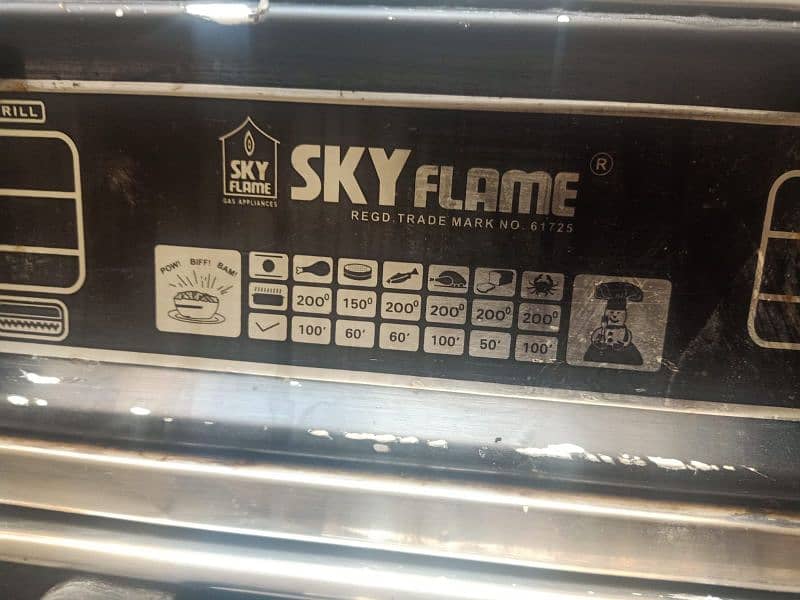 RILL
SKY
FLAME
GAS APPLIANCES
SKY FLAME ®
REGD. TRADE MARK NO. 61725
POW! BIFF! BAM!
200⁰ 150⁰ 200⁰ 200⁰ 200⁰ 200⁰
100' 60' 60' 100' 50' 100'